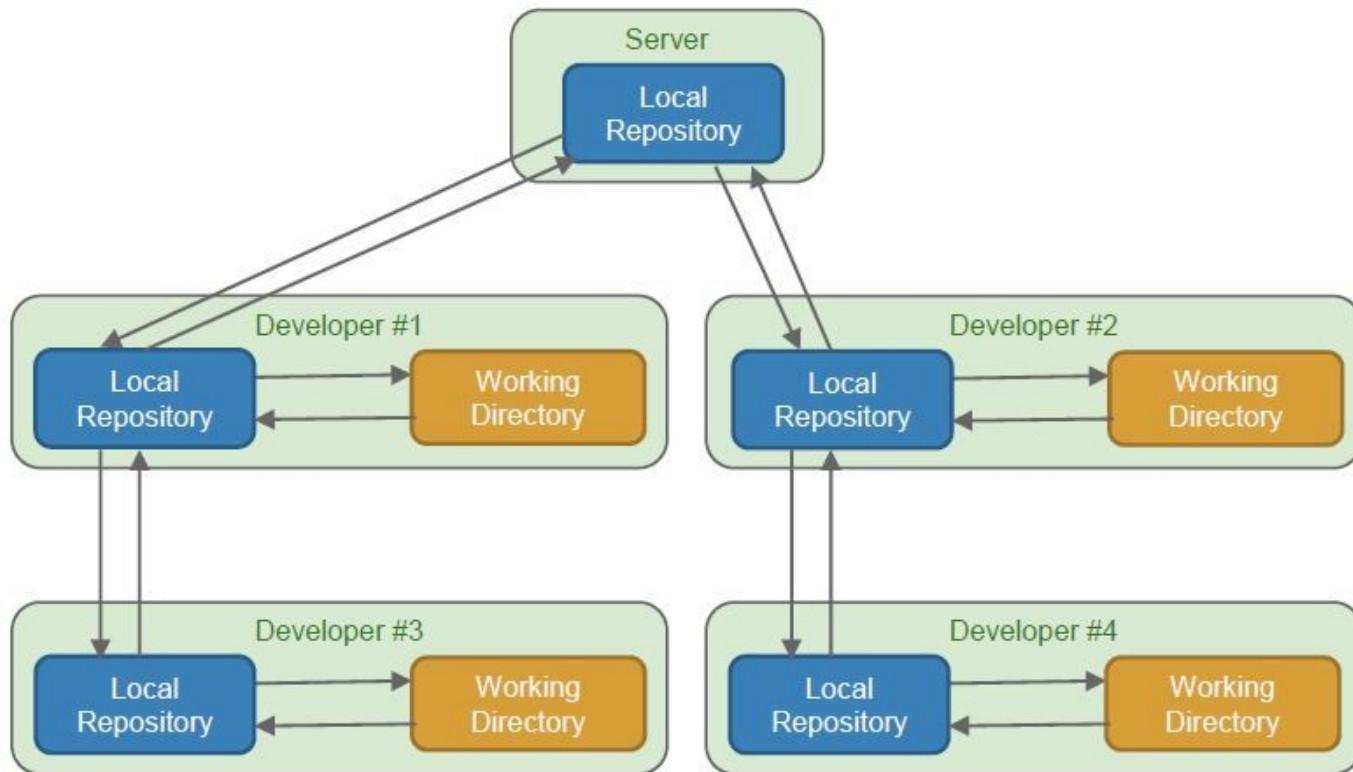 Server
Local
Repository
Developer #1
Local
Repository
Working
Directory
Developer #2
Local
Repository
Working
Directory
Developer #3
Local
Repository
Working
Directory
Developer #4
Local
Repository
Working
Directory